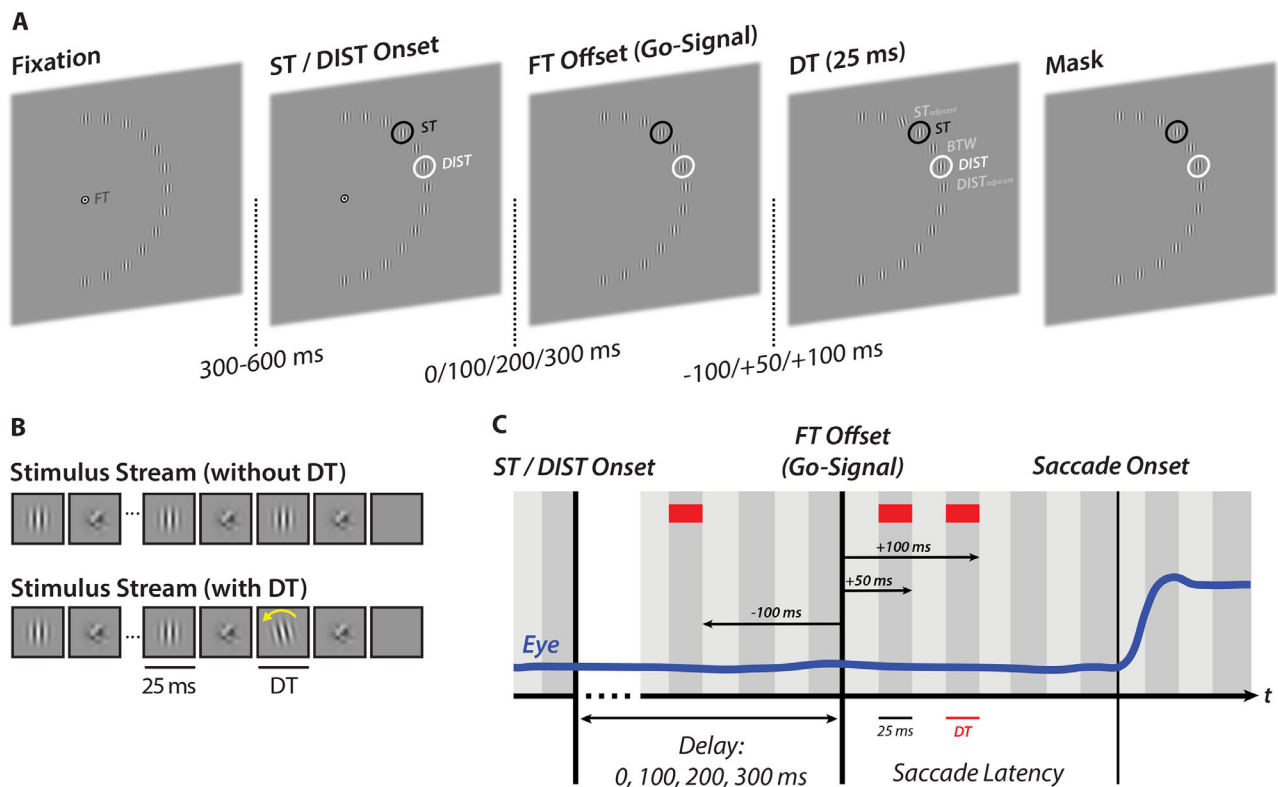 A
Fixation
FT
300-600 ms
ST / DIST Onset
ST
DIST
0/100/200/300 ms
FT Offset (Go-Signal)
-100/+50/+100 ms
DT (25 ms)
STadjacent
ST
BTW
DIST
DISTadjacent
Mask
B
Stimulus Stream (without DT)
...
Stimulus Stream (with DT)
...
25 ms
DT
C
ST / DIST Onset
FT Offset
(Go-Signal)
Saccade Onset
+100 ms
+50 ms
-100 ms
Eye
t
25 ms
DT
Delay:
0, 100, 200, 300 ms
Saccade Latency